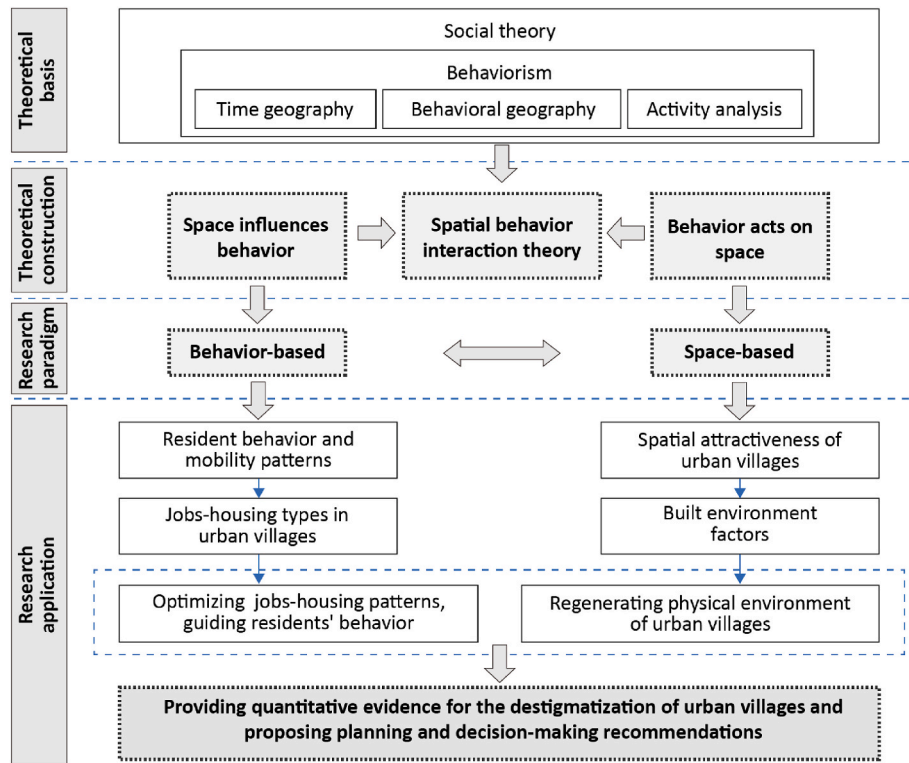 Theoretical
basis
Social theory
Behaviorism
Time geography
Behavioral geography
Activity analysis
Theoretical
construction
Space influences
behavior
Spatial behavior
interaction theory
Behavior acts on
space
Research
paradigm
Behavior-based
Space-based
Research
application
Resident behavior and
mobility patterns
Spatial attractiveness of
urban villages
Jobs-housing types in
urban villages
Built environment
factors
Optimizing jobs-housing patterns,
guiding residents' behavior
Regenerating physical environment
of urban villages
Providing quantitative evidence for the destigmatization of urban villages and
proposing planning and decision-making recommendations